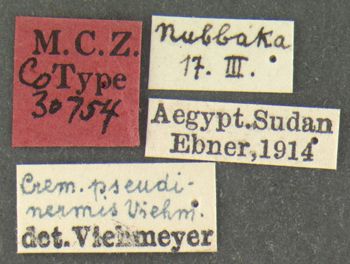 M.C.Z.
CoType
30754
Nubbaka
17. III.
Aegypt.Sudan
Ebner,1914
Crem. pseudi-
nermis Viehm.
det.Viehmeyer